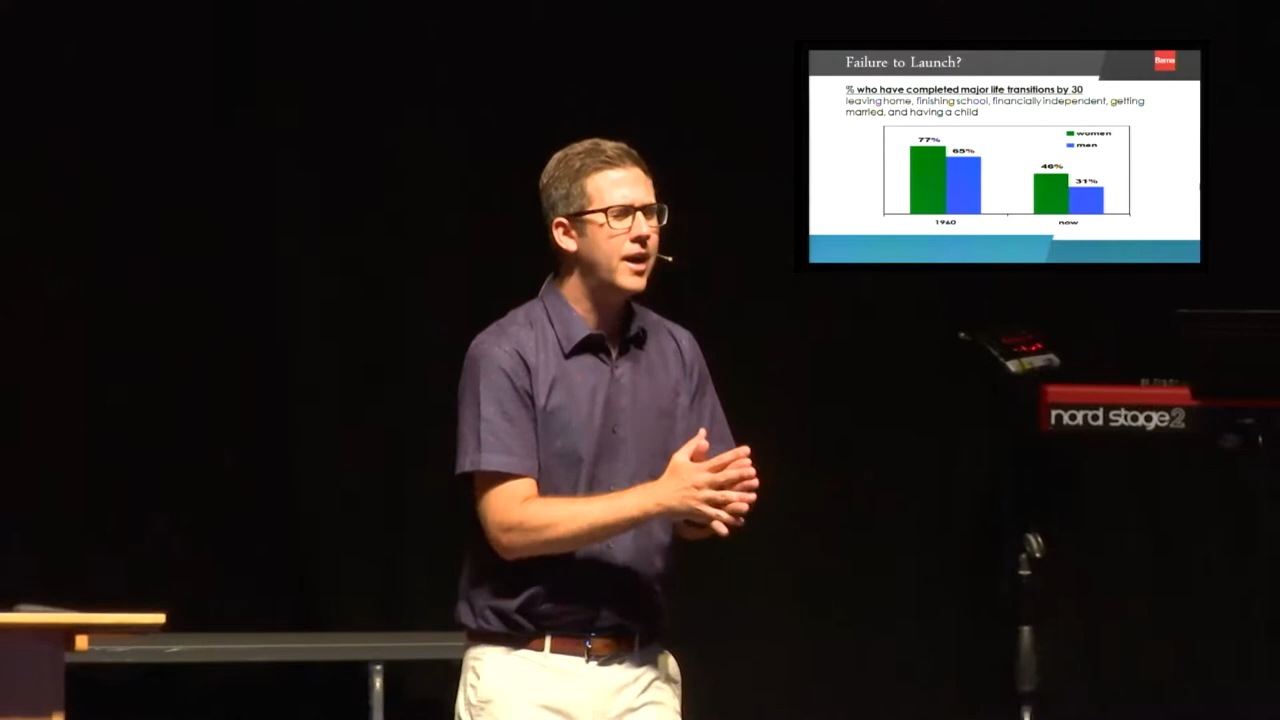 Failure to Launch?
Barna
% who have completed major life transitions by 30
leaving home, finishing school, financially independent, getting
married, and having a child
women
men
77%
65%
46%
31%
1960
now
nord stage2